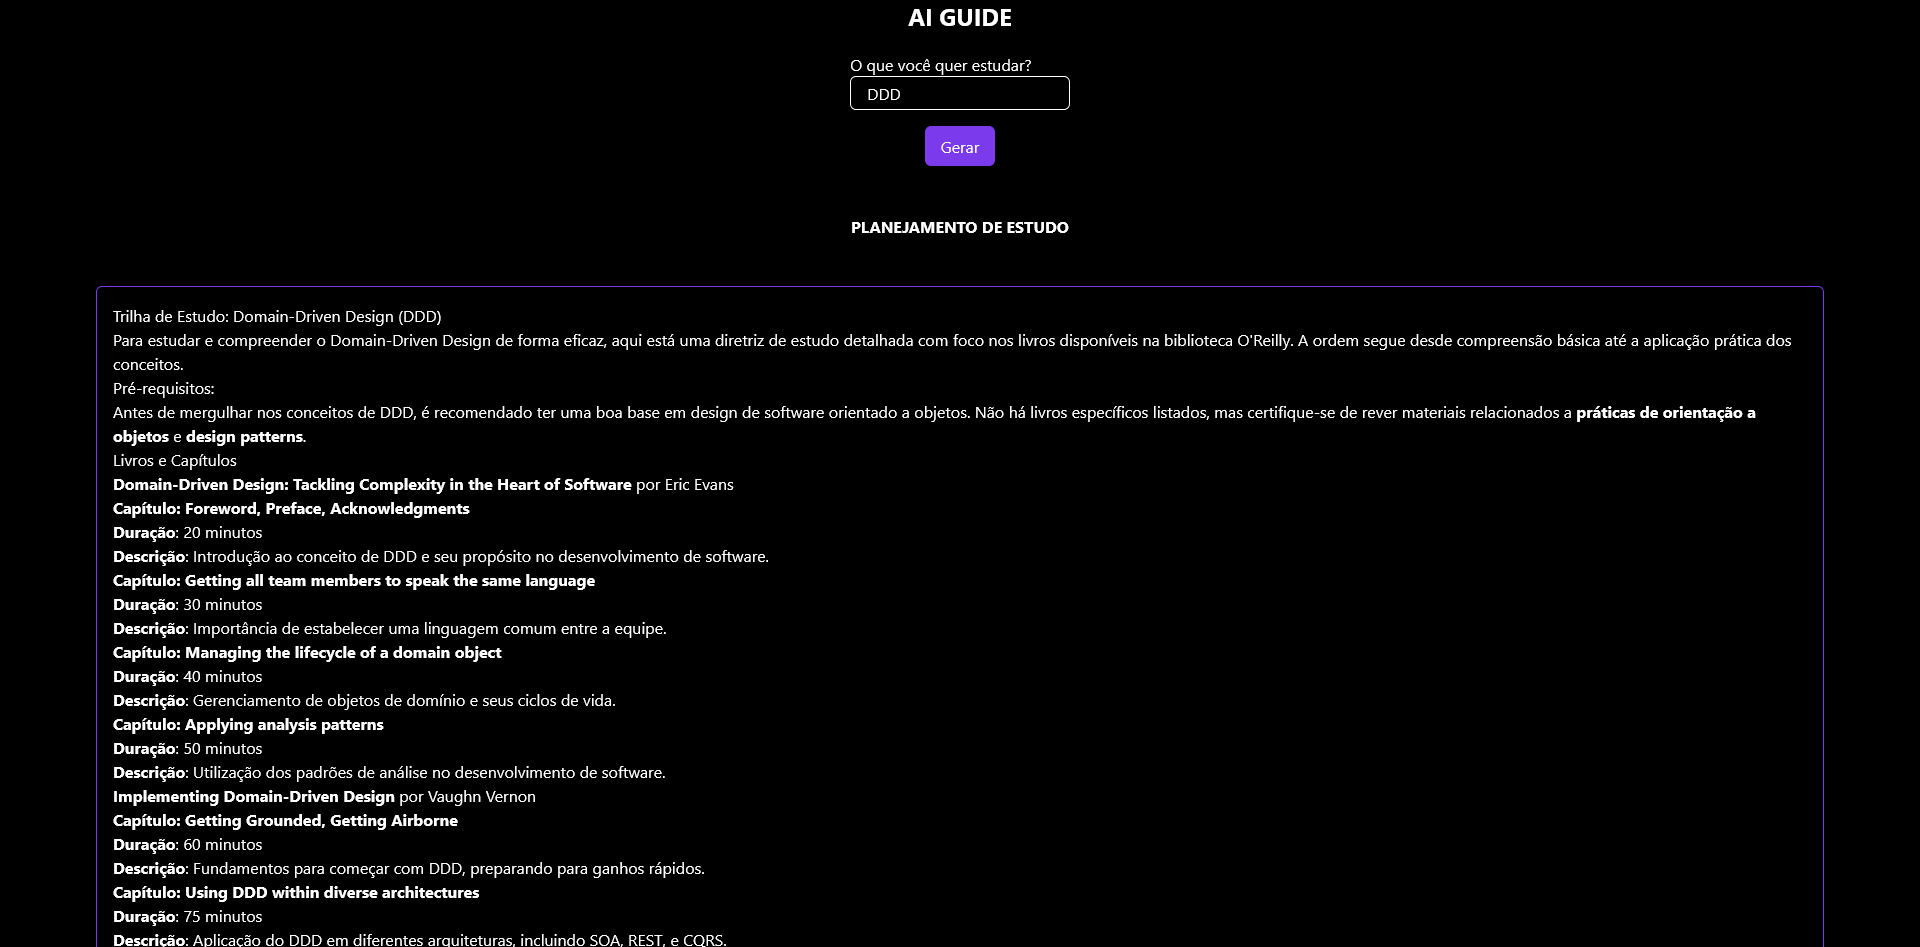 AI GUIDE
O que você quer estudar?
DDD
Gerar
PLANEJAMENTO DE ESTUDO
Trilha de Estudo: Domain-Driven Design (DDD)
Para estudar e compreender o Domain-Driven Design de forma eficaz, aqui está uma diretriz de estudo detalhada com foco nos livros disponíveis na biblioteca O'Reilly. A ordem segue desde compreensão básica até a aplicação prática dos
conceitos.
Pré-requisitos:
Antes de mergulhar nos conceitos de DDD, é recomendado ter uma boa base em design de software orientado a objetos. Não há livros específicos listados, mas certifique-se de rever materiais relacionados a práticas de orientação a
objetos e design patterns.
Livros e Capítulos
Domain-Driven Design: Tackling Complexity in the Heart of Software por Eric Evans
Capítulo: Foreword, Preface, Acknowledgments
Duração: 20 minutos
Descrição: Introdução ao conceito de DDD e seu propósito no desenvolvimento de software.
Capítulo: Getting all team members to speak the same language
Duração: 30 minutos
Descrição: Importância de estabelecer uma linguagem comum entre a equipe.
Capítulo: Managing the lifecycle of a domain object
Duração: 40 minutos
Descrição: Gerenciamento de objetos de domínio e seus ciclos de vida.
Capítulo: Applying analysis patterns
Duração: 50 minutos
Descrição: Utilização dos padrões de análise no desenvolvimento de software.
Implementing Domain-Driven Design por Vaughn Vernon
Capítulo: Getting Grounded, Getting Airborne
Duração: 60 minutos
Descrição: Fundamentos para começar com DDD, preparando para ganhos rápidos.
Capítulo: Using DDD within diverse architectures
Duração: 75 minutos
Descrição: Aplicação do DDD em diferentes arquiteturas, incluindo SOA, REST, e CQRS.